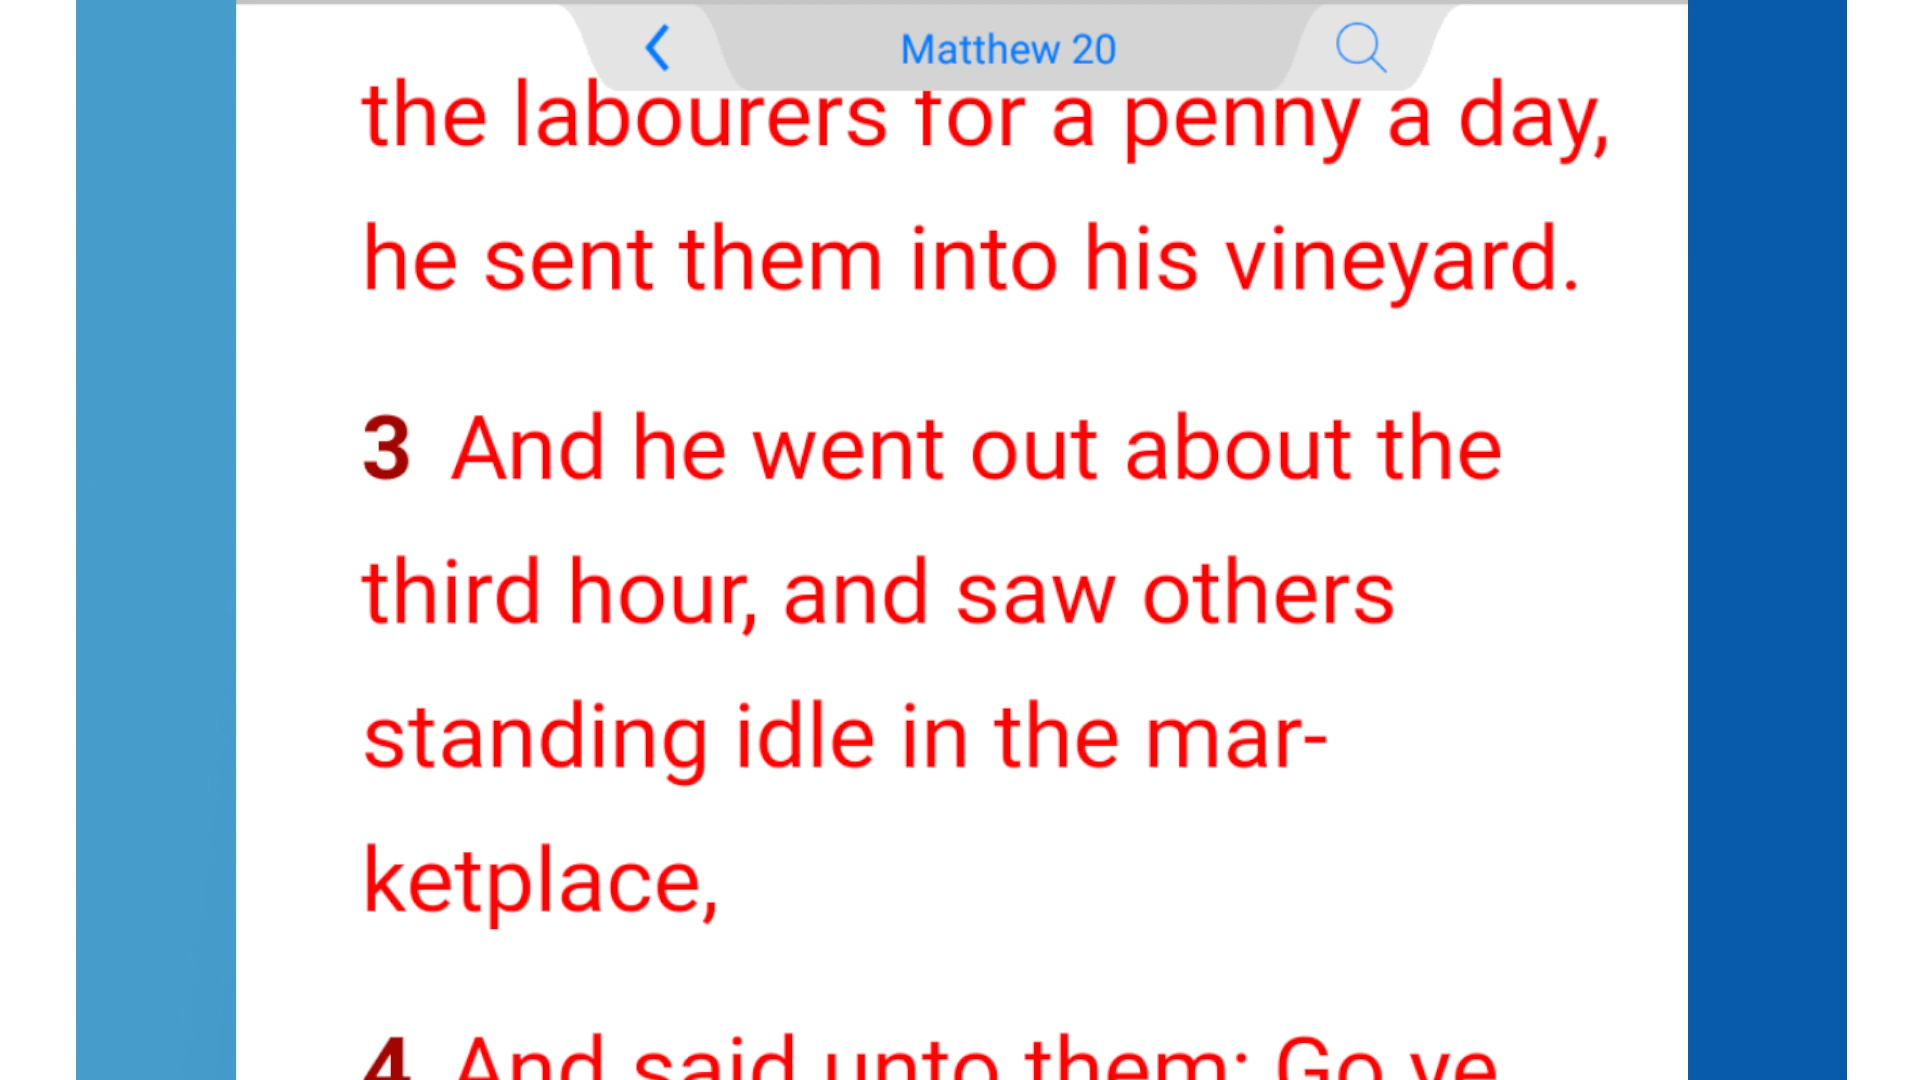 Matthew 20
the labourers for a penny a day,
he sent them into his vineyard.
3 And he went out about the
third hour, and saw others
standing idle in the mar-
ketplace,
4 And said unto them; Go ye